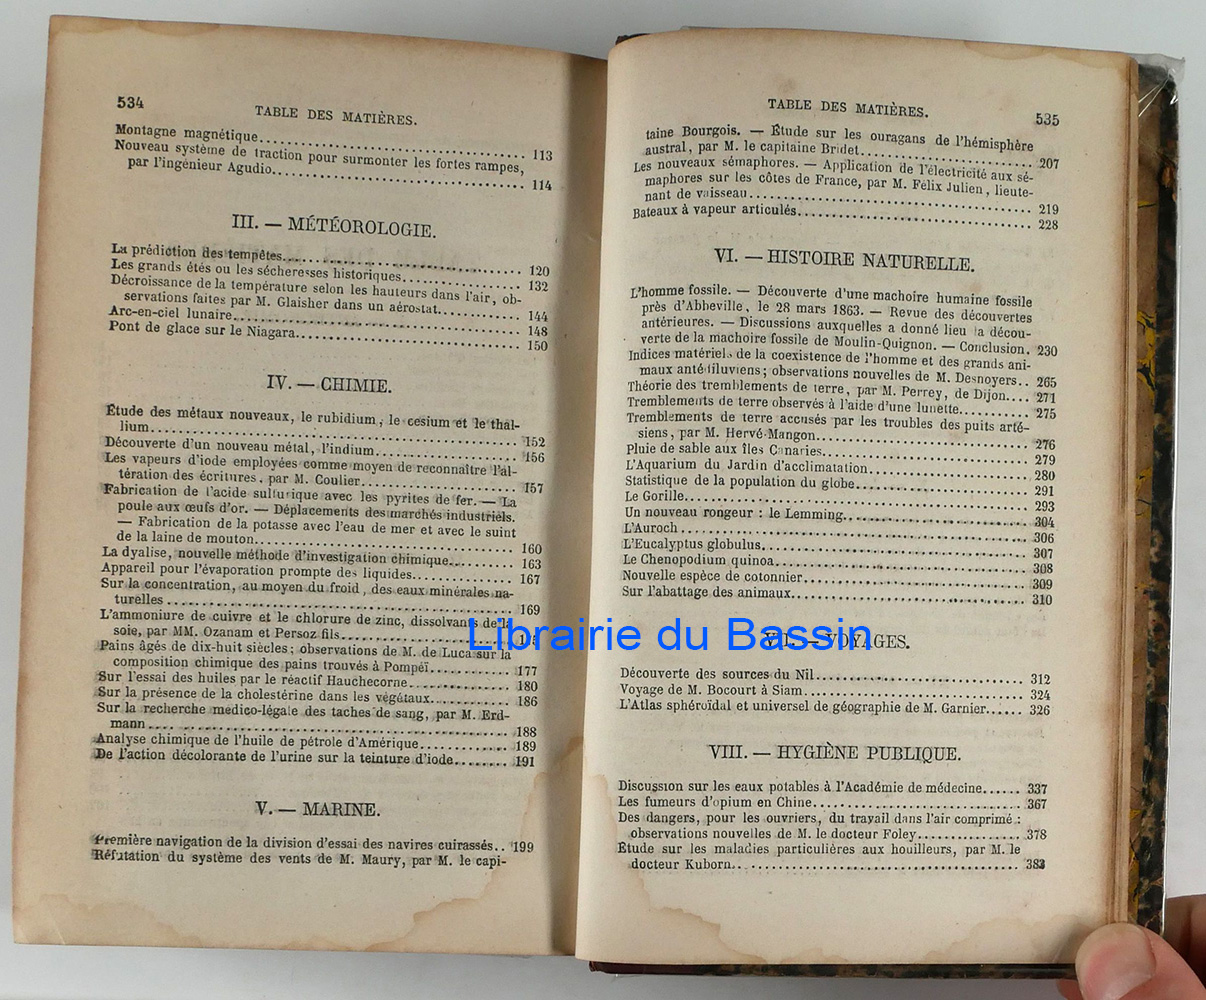 534
TABLE DES MATIÈRES.
Montagne magnétique. 113
Nouveau système de traction pour surmonter les fortes rampes,
par l'ingénieur Agudio. 114
III. — MÉTÉOROLOGIE.
La prédiction des tempêtes. 120
Les grands étés ou les sécheresses historiques. 132
Décroissance de la température selon les hauteurs dans l'air, ob-
servations faites par M. Glaisher dans un aérostat. 144
Arc-en-ciel lunaire. 148
Pont de glace sur le Niagara. 150
IV. — CHIMIE.
Étude des métaux nouveaux, le rubidium, le cesium et le thal-
lium. 152
Découverte d'un nouveau métal, l'indium. 156
Les vapeurs d'iode employées comme moyen de reconnaître l'al-
tération des écritures, par M. Coulier. 157
Fabrication de l'acide sulfurique avec les pyrites de fer. — La
poule aux œufs d'or. — Déplacements des marchés industriels.
— Fabrication de la potasse avec l'eau de mer et avec le suint
de la laine de mouton. 160
La dyalise, nouvelle méthode d'investigation chimique. 163
Appareil pour l'évaporation prompte des liquides. 167
Sur la concentration, au moyen du froid, des eaux minérales na-
turelles 169
L'ammoniure de cuivre et le chlorure de zinc, dissolvants de la
soie, par MM. Ozanam et Persoz fils.
Pains âgés de dix-huit siècles; observations de M. de Luca sur la
composition chimique des pains trouvés à Pompéï. 177
Sur l'essai des huiles par le réactif Hauchecorne. 180
Sur la présence de la cholestérine dans les végétaux. 186
Sur la recherche médico-légale des taches de sang, par M. Erd-
mann 188
Analyse chimique de l'huile de pétrole d'Amérique. 189
De l'action décolorante de l'urine sur la teinture d'iode. 191
V. — MARINE.
Première navigation de la division d'essai des navires cuirassés.. 199
Réfutation du système des vents de M. Maury, par M. le capi-
TABLE DES MATIÈRES.
535
taine Bourgois. — Étude sur les ouragans de l'hémisphère
austral, par M. le capitaine Bridet. 207
Les nouveaux sémaphores. — Application de l'électricité aux sé-
maphores sur les côtes de France, par M. Félix Julien, lieute-
nant de vaisseau. 219
Bateaux à vapeur articulés. 228
VI. — HISTOIRE NATURELLE.
L'homme fossile. — Découverte d'une machoire humaine fossile
près d'Abbeville, le 28 mars 1863. — Revue des découvertes
antérieures. — Discussions auxquelles a donné lieu la décou-
verte de la machoire fossile de Moulin-Quignon. — Conclusion. 230
Indices matériels de la coexistence de l'homme et des grands ani-
maux antédiluviens; observations nouvelles de M. Desnoyers.. 265
Théorie des tremblements de terre, par M. Perrey, de Dijon.... 271
Tremblements de terre observés à l'aide d'une lunette. 275
Tremblements de terre accusés par les troubles des puits arté-
siens, par M. Hervé-Mangon. 276
Pluie de sable aux îles Canaries. 279
L'Aquarium du Jardin d'acclimatation. 280
Statistique de la population du globe. 291
Le Gorille. 293
Un nouveau rongeur : le Lemming. 304
L'Auroch 306
L'Eucalyptus globulus. 307
Le Chenopodium quinoa. 308
Nouvelle espèce de cotonnier. 309
Sur l'abattage des animaux. 310
VII. — VOYAGES.
Découverte des sources du Nil. 312
Voyage de M. Bocourt à Siam. 324
L'Atlas sphéroïdal et universel de géographie de M. Garnier...... 326
VIII. — HYGIÈNE PUBLIQUE.
Discussion sur les eaux potables à l'Académie de médecine...... 337
Les fumeurs d'opium en Chine. 367
Des dangers, pour les ouvriers, du travail dans l'air comprimé :
observations nouvelles de M. le docteur Foley. 378
Étude sur les maladies particulières aux houilleurs, par M. le
docteur Kuborn. 383
Librairie du Bassin